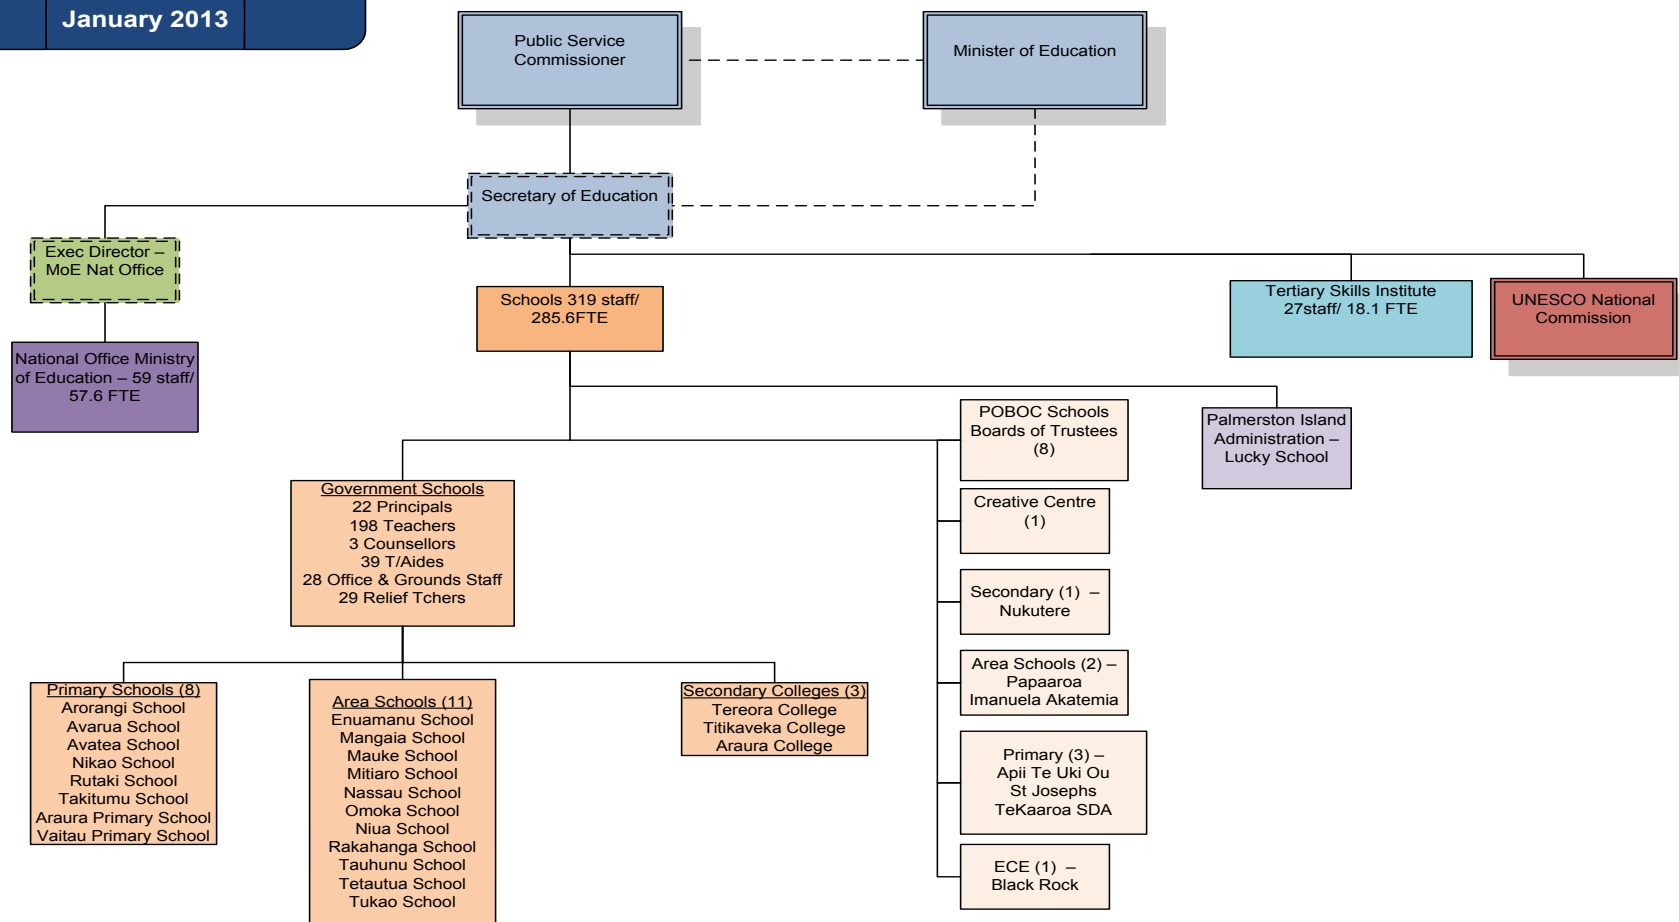 January 2013
Public Service
Commissioner
Minister of Education
Secretary of Education
Exec Director –
MoE Nat Office
Schools 319 staff/
285.6FTE
Tertiary Skills Institute
27staff/ 18.1 FTE
UNESCO National
Commission
National Office Ministry
of Education – 59 staff/
57.6 FTE
POBOC Schools
Boards of Trustees
(8)
Palmerston Island
Administration –
Lucky School
Government Schools
22 Principals
198 Teachers
3 Counsellors
39 T/Aides
28 Office & Grounds Staff
29 Relief Tchers
Creative Centre
(1)
Secondary (1) –
Nukutere
Area Schools (2) –
Papaaroa
Imanuela Akatemia
Primary (3) –
Apii Te Uki Ou
St Josephs
TeKaaroa SDA
ECE (1) –
Black Rock
Primary Schools (8)
Arorangi School
Avarua School
Avatea School
Nikao School
Rutaki School
Takitumu School
Araura Primary School
Vaitau Primary School
Area Schools (11)
Enuamanu School
Mangaia School
Mauke School
Mitiaro School
Nassau School
Omoka School
Niua School
Rakahanga School
Tauhunu School
Tetautua School
Tukao School
Secondary Colleges (3)
Tereora College
Titikaveka College
Araura College